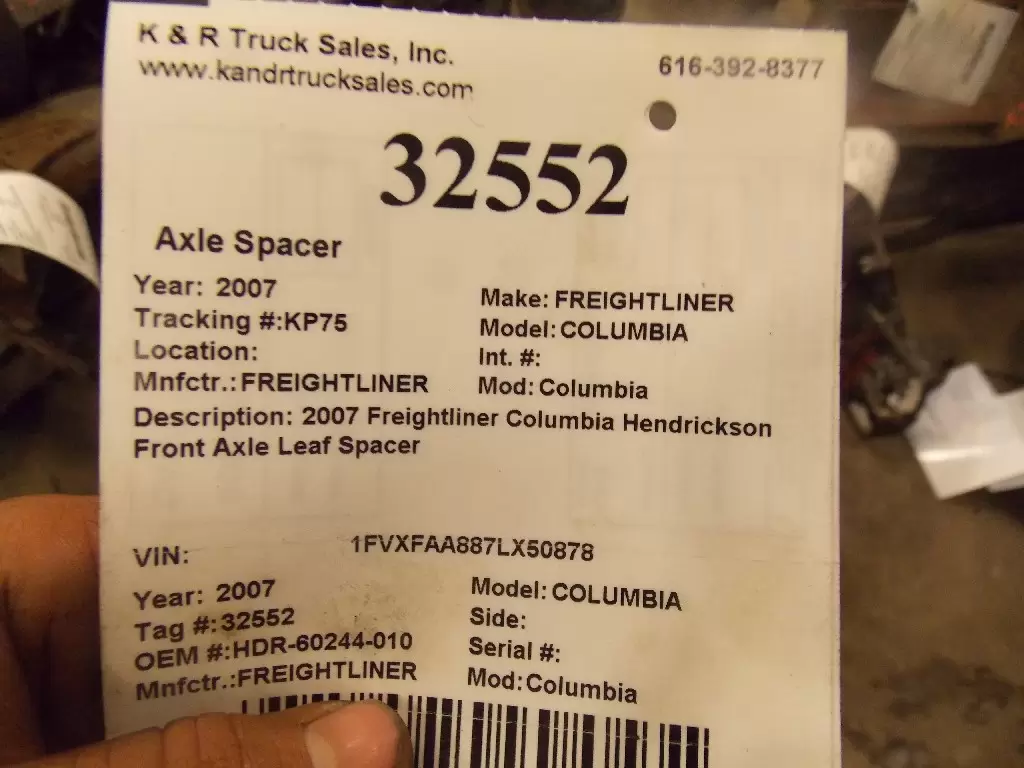 K & R Truck Sales, Inc.
616-392-8377
www.kandrtrucksales.com
32552
Axle Spacer
Year: 2007
Make: FREIGHTLINER
Tracking #:KP75
Model: COLUMBIA
Location:
Int. #:
Mnfctr.: FREIGHTLINER
Mod: Columbia
Description: 2007 Freightliner Columbia Hendrickson
Front Axle Leaf Spacer
VIN: 1FVXFAA887LX50878
Year: 2007
Model: COLUMBIA
Tag #:32552
Side:
OEM #:HDR-60244-010
Serial #:
Mnfctr.:FREIGHTLINER
Mod: Columbia